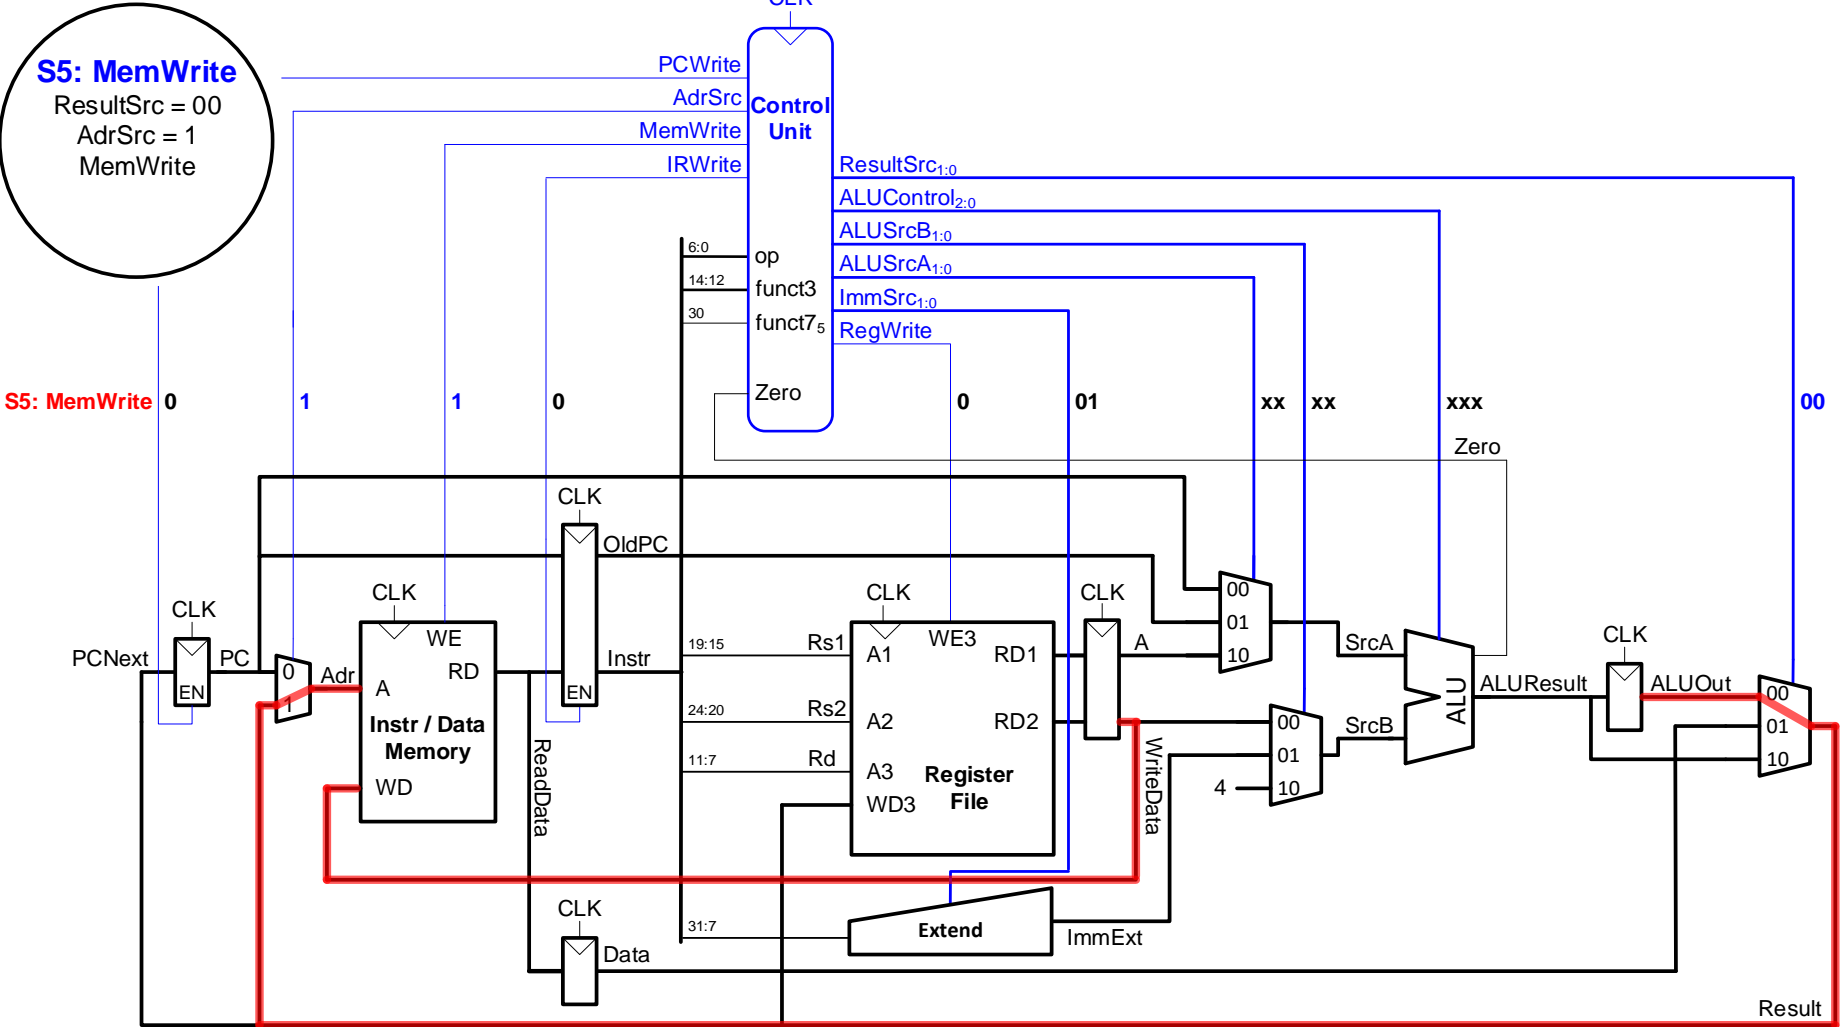 CLK
S5: MemWrite
ResultSrc = 00
AdrSrc = 1
MemWrite
PCWrite
AdrSrc
MemWrite
IRWrite
Control
Unit
ResultSrc1:0
ALUControl2:0
ALUSrcB1:0
ALUSrcA1:0
ImmSrc1:0
RegWrite
6:0
op
14:12
funct3
30
funct75
Zero
S5: MemWrite
0
1
1
0
0
01
xx
xx
xxx
00
Zero
CLK
OldPC
CLK
CLK
CLK
CLK
CLK
PCNext
PC
EN
0
1
Adr
WE
RD
A
Instr / Data
Memory
WD
EN
Instr
ReadData
19:15
Rs1
24:20
Rs2
11:7
Rd
A1
A2
A3
WD3
WE3
RD1
RD2
Register
File
A
WriteData
00
01
10
00
01
10
4
SrcA
SrcB
ALU
ALUResult
ALUOut
00
01
10
31:7
Extend
ImmExt
CLK
Data
Result